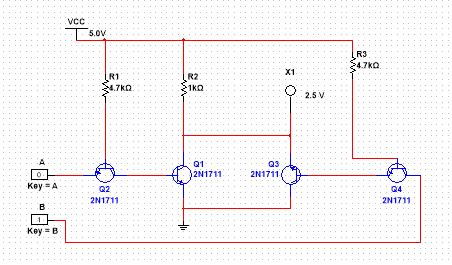 VCC
5.0V
R1
4.7kΩ
R2
1kΩ
X1
2.5 V
R3
4.7kΩ
A
0
Key = A
Q2
2N1711
Q1
2N1711
Q3
2N1711
Q4
2N1711
B
1
Key = B